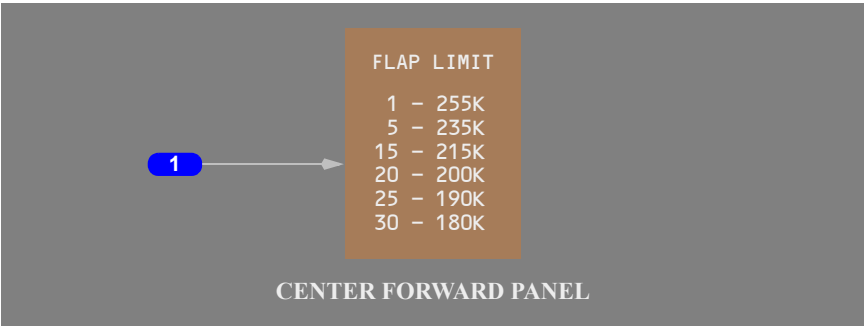 FLAP LIMIT
1 – 255K
5 – 235K
15 – 215K
20 – 200K
25 – 190K
30 – 180K
1
CENTER FORWARD PANEL